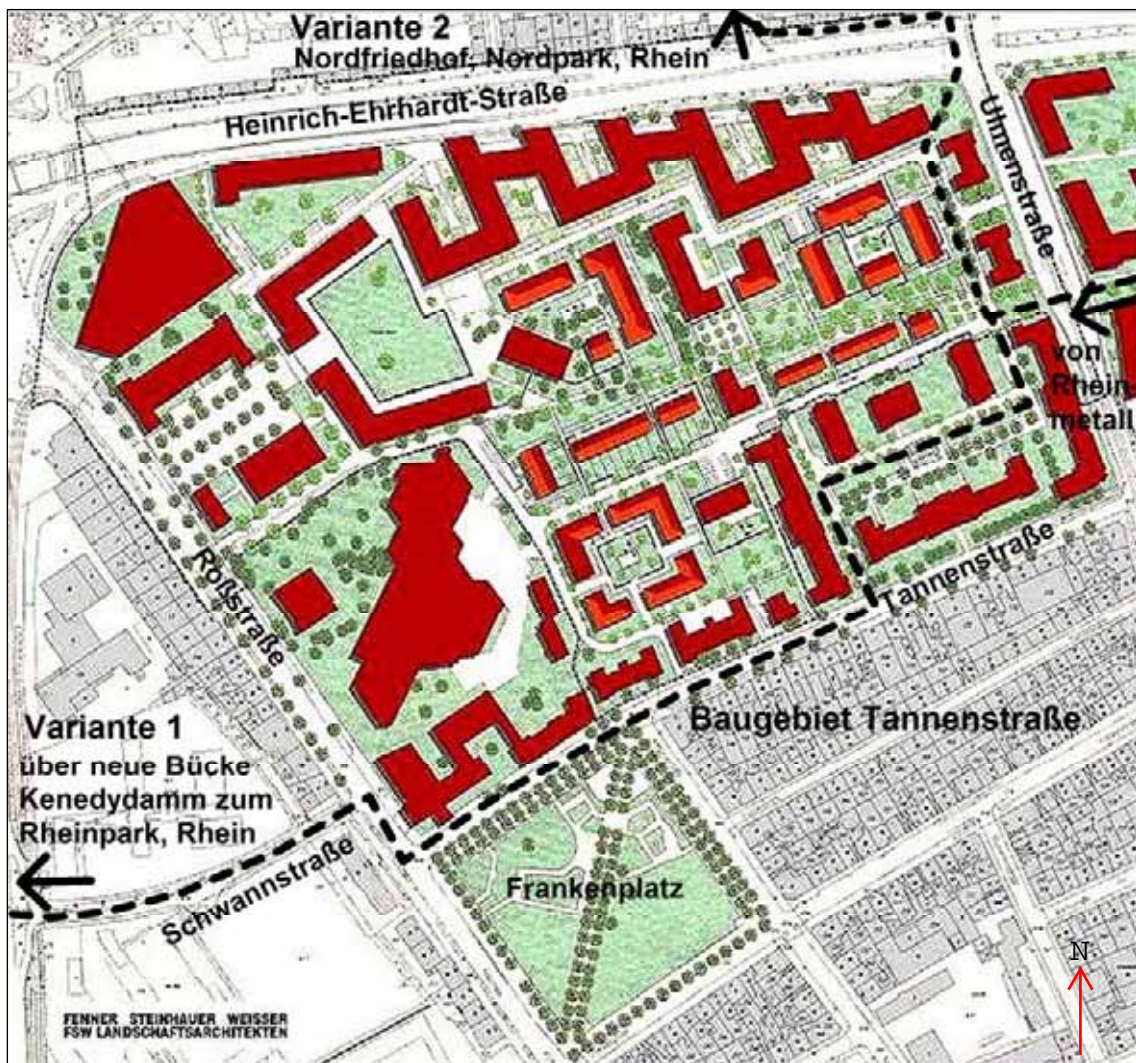 Variante 2
Nordfriedhof, Nordpark, Rhein
Heinrich-Ehrhardt-Straße
Ulmenstraße
von
Rhein-
metall
Roßstraße
Tannenstraße
Variante 1
über neue Bücke
Kenedydamm zum
Rheinpark, Rhein
Baugebiet Tannenstraße
Schwannstraße
Frankenplatz
N
FENNER STEINHAUER WEISSER
FSW LANDSCHAFTSARCHITEKTEN